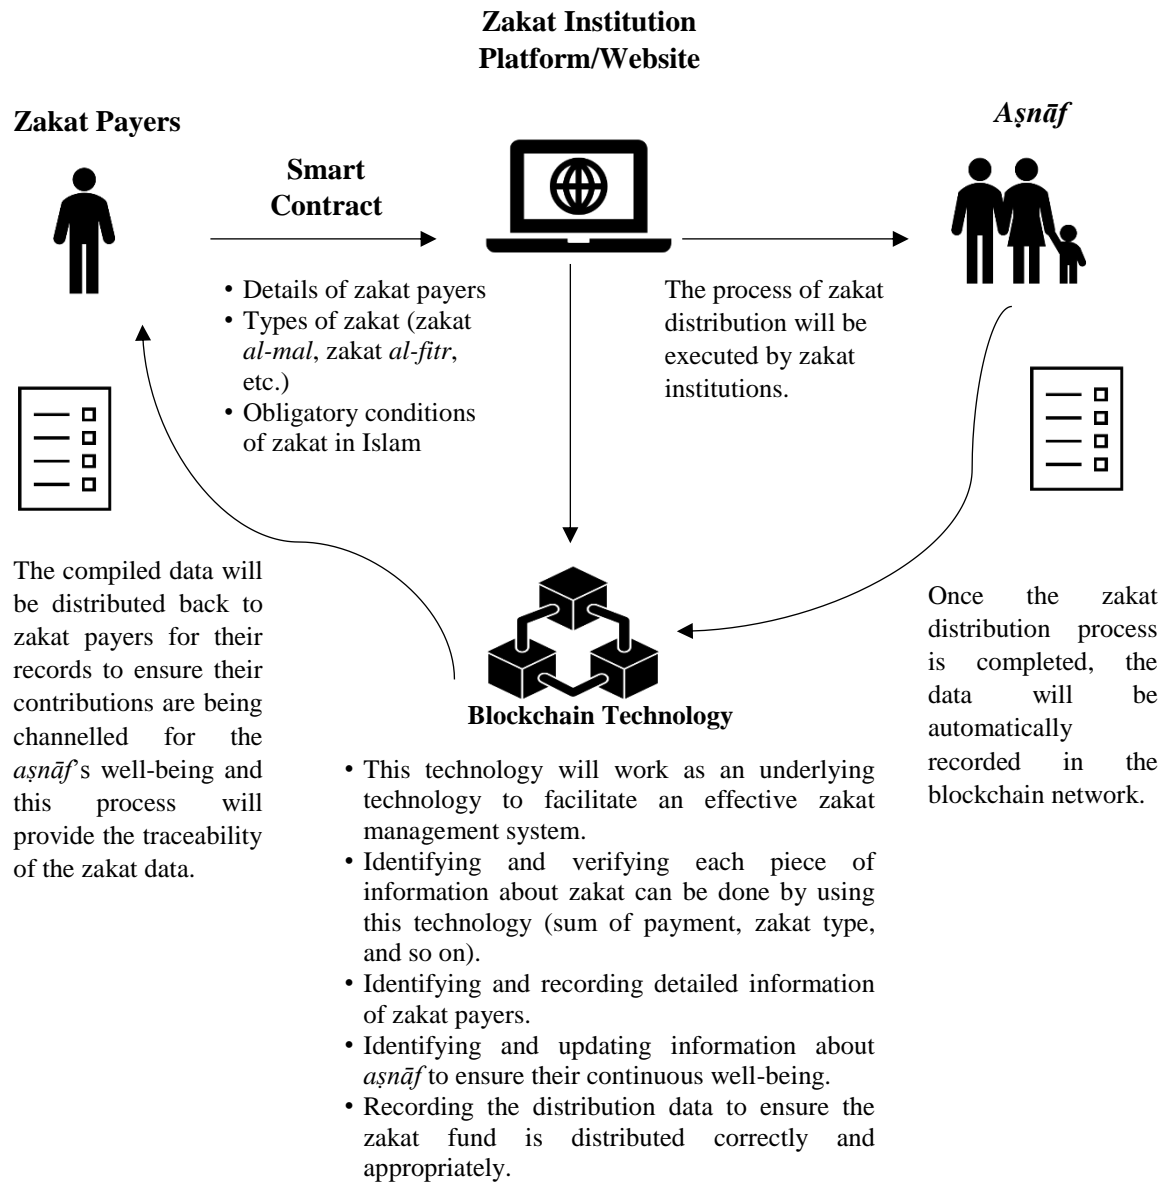 Zakat Institution
Platform/Website
Zakat Payers
Aṣnāf
Smart
Contract
• Details of zakat payers
• Types of zakat (zakat
al-mal, zakat al-fitr,
etc.)
• Obligatory conditions
of zakat in Islam
The process of zakat
distribution will be
executed by zakat
institutions.
The compiled data will
be distributed back to
zakat payers for their
records to ensure their
contributions are being
channelled for the
aṣnāf’s well-being and
this process will
provide the traceability
of the zakat data.
Once the zakat
distribution process
is completed, the
data will be
automatically
recorded in the
blockchain network.
Blockchain Technology
• This technology will work as an underlying
technology to facilitate an effective zakat
management system.
• Identifying and verifying each piece of
information about zakat can be done by using
this technology (sum of payment, zakat type,
and so on).
• Identifying and recording detailed information
of zakat payers.
• Identifying and updating information about
aṣnāf to ensure their continuous well-being.
• Recording the distribution data to ensure the
zakat fund is distributed correctly and
appropriately.